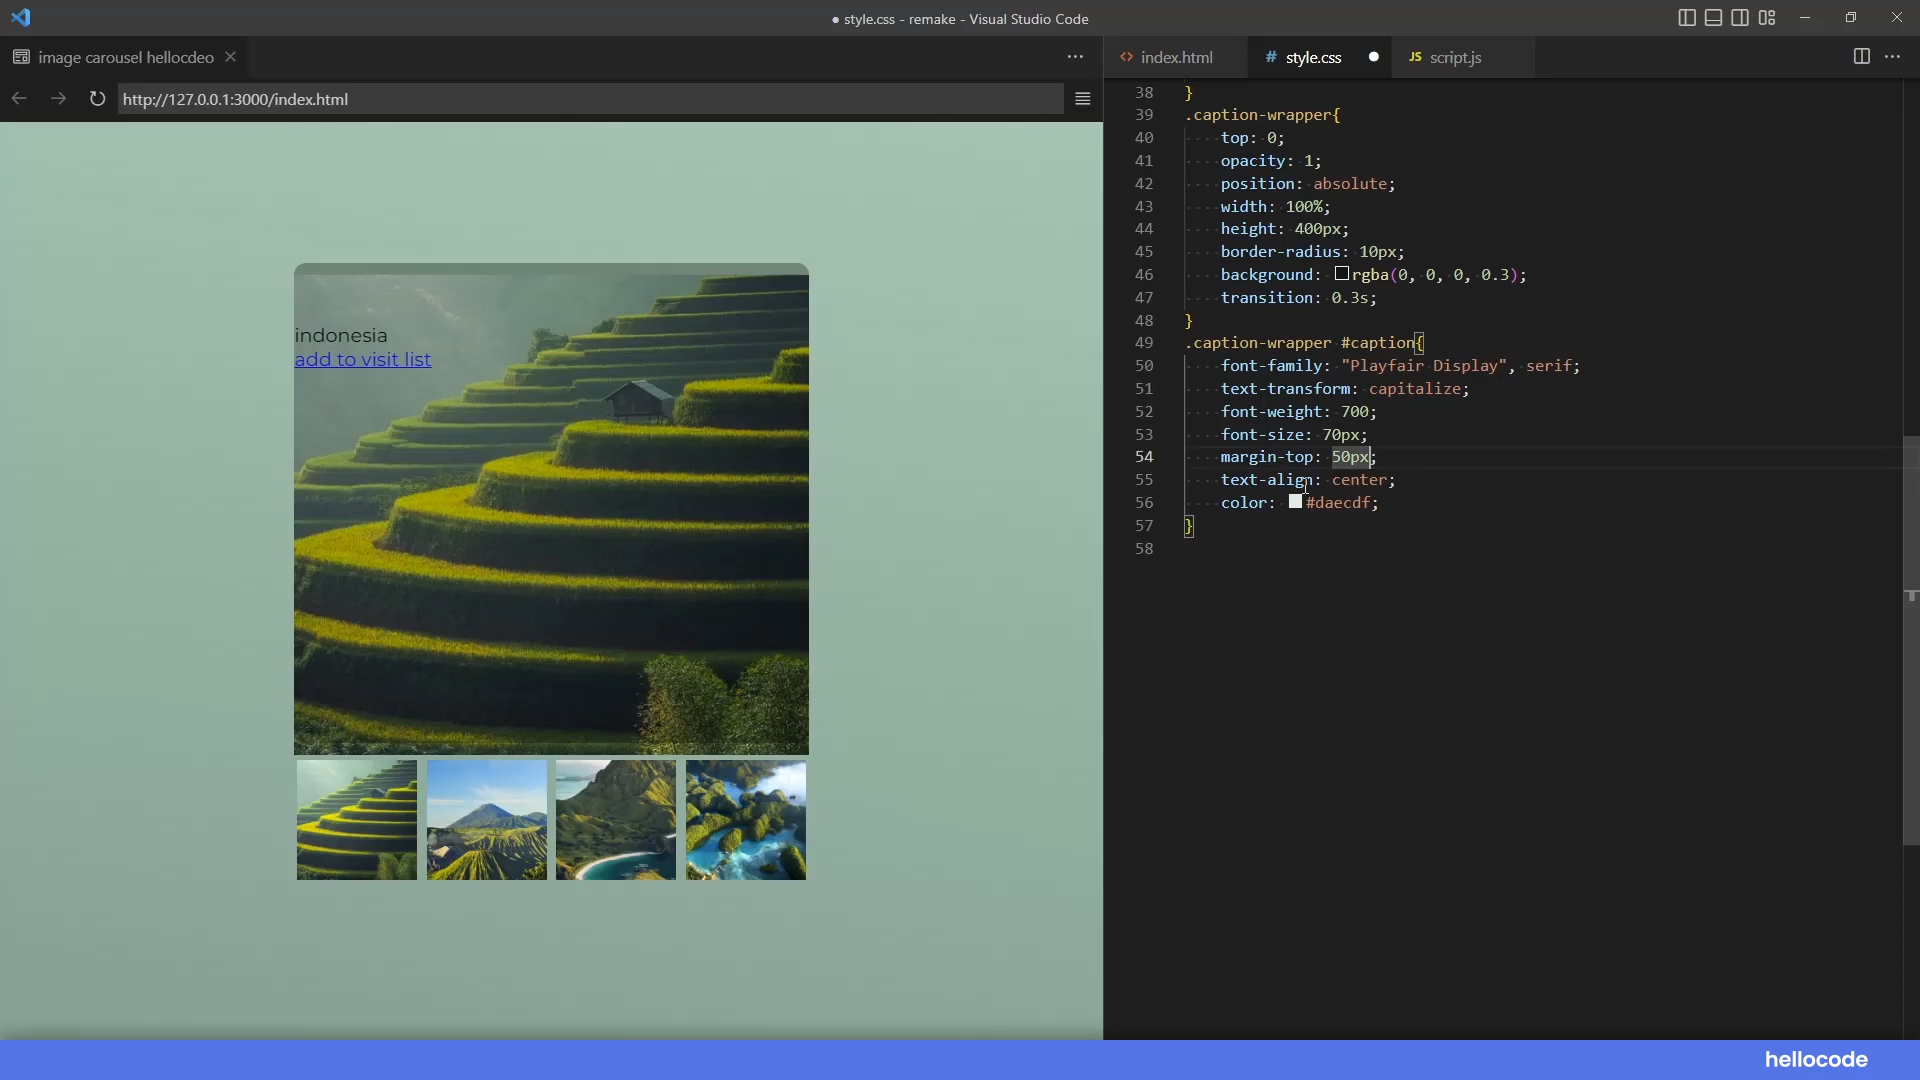 ● style.css - remake - Visual Studio Code
image carousel hellocdeo
index.html
# style.css ●
JS script.js
http://127.0.0.1:3000/index.html
indonesia
add to visit list
38 }
39 .caption-wrapper{
40 top: 0;
41 opacity: 1;
42 position: absolute;
43 width: 100%;
44 height: 400px;
45 border-radius: 10px;
46 background: rgba(0, 0, 0, 0.3);
47 transition: 0.3s;
48 }
49 .caption-wrapper #caption{
50 font-family: "Playfair Display", serif;
51 text-transform: capitalize;
52 font-weight: 700;
53 font-size: 70px;
54 margin-top: 50px;
55 text-align: center;
56 color: #daecdf;
57 }
58
hellocode